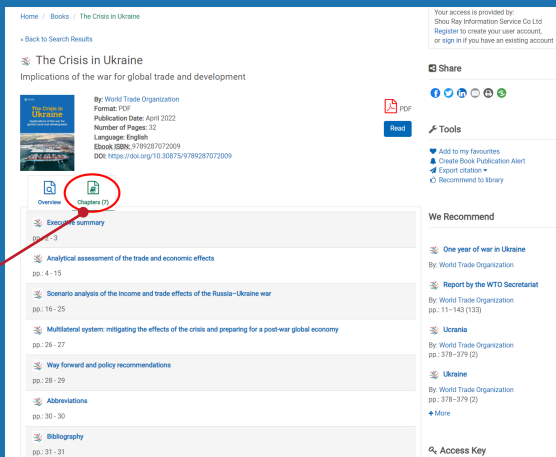 Home / Books / The Crisis in Ukraine
« Back to Search Results
The Crisis in Ukraine
Implications of the war for global trade and development
The Crisis in
Ukraine
By: World Trade Organization
Format: PDF
Publication Date: April 2022
Number of Pages: 32
Language: English
Ebook ISBN: 9789287072009
DOI: https://doi.org/10.30875/9789287072009
PDF
Read
Overview
Chapters (7)
Executive summary
pp.: 2 - 3
Analytical assessment of the trade and economic effects
pp.: 4 - 15
Scenario analysis of the income and trade effects of the Russia–Ukraine war
pp.: 16 - 25
Multilateral system: mitigating the effects of the crisis and preparing for a post-war global economy
pp.: 26 - 27
Way forward and policy recommendations
pp.: 28 - 29
Abbreviations
pp.: 30 - 30
Bibliography
pp.: 31 - 31
Your access is provided by:
Shou Ray Information Service Co Ltd
Register to create your user account,
or sign in if you have an existing account
Share
Tools
Add to my favourites
Create Book Publication Alert
Export citation
Recommend to library
We Recommend
One year of war in Ukraine
By: World Trade Organization
Report by the WTO Secretariat
By: World Trade Organization
pp.: 11–143 (133)
Ucrania
By: World Trade Organization
pp.: 378–379 (2)
Ukraine
By: World Trade Organization
pp.: 378–379 (2)
+ More
Access Key